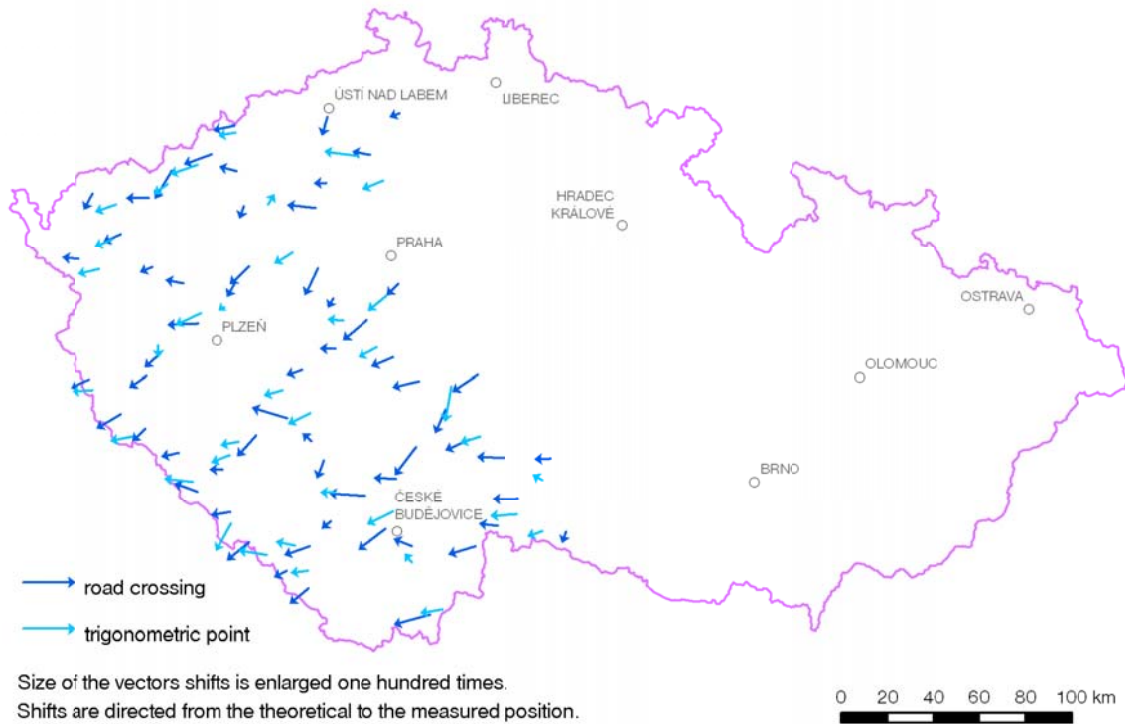 ÚSTÍ NAD LABEM
LIBEREC
HRADEC
KRÁLOVÉ
PRAHA
OSTRAVA
PLZEŇ
OLOMOUC
BRNO
ČESKÉ
BUDĚJOVICE
road crossing
trigonometric point
Size of the vectors shifts is enlarged one hundred times.
Shifts are directed from the theoretical to the measured position.
0 20 40 60 80 100 km